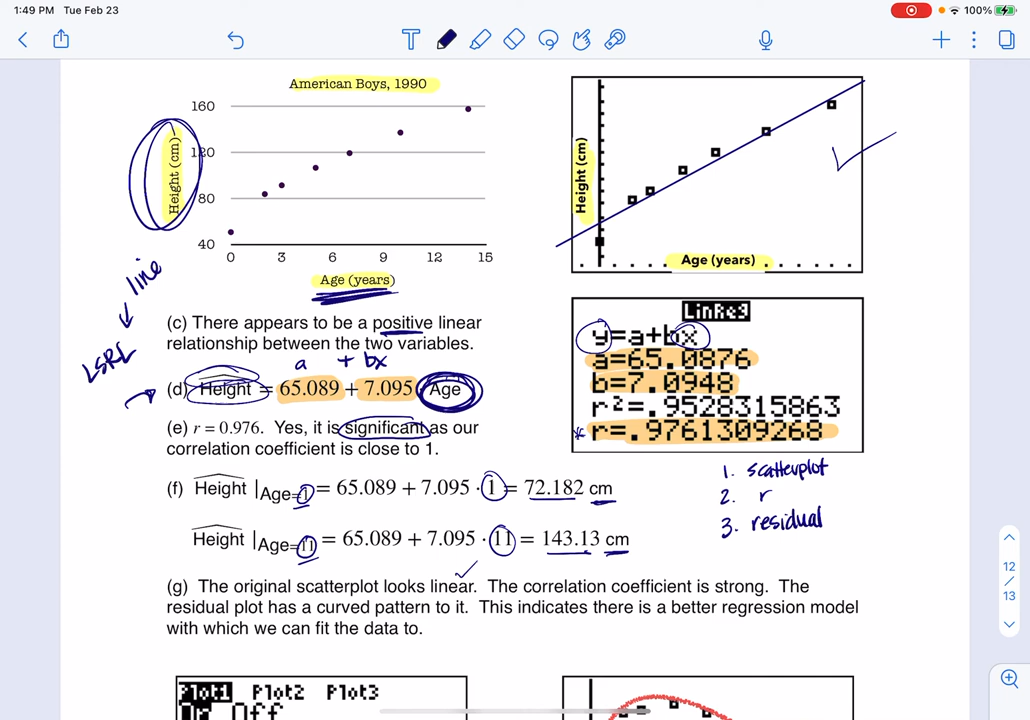 1:49 PM Tue Feb 23
100%
American Boys, 1990
160
120
80
40
Height (cm)
0 3 6 9 12 15
Age (years)
Height (cm)
Age (years)
line
LSRL
(c) There appears to be a positive linear
relationship between the two variables.
a + bx
(d) Height = 65.089 + 7.095 Age
(e) r = 0.976. Yes, it is significant as our
correlation coefficient is close to 1.
LinReg
y=a+bx
a=65.0876
b=7.0948
r²=.9528315863
r=.9761309268
1. scatterplot
2. r
3. residual
(f) Height |Age=1 = 65.089 + 7.095 · 1 = 72.182 cm
Height |Age=11 = 65.089 + 7.095 · 11 = 143.13 cm
(g) The original scatterplot looks linear. The correlation coefficient is strong. The
residual plot has a curved pattern to it. This indicates there is a better regression model
with which we can fit the data to.
12
/
13
Plot1 Plot2 Plot3
On Off